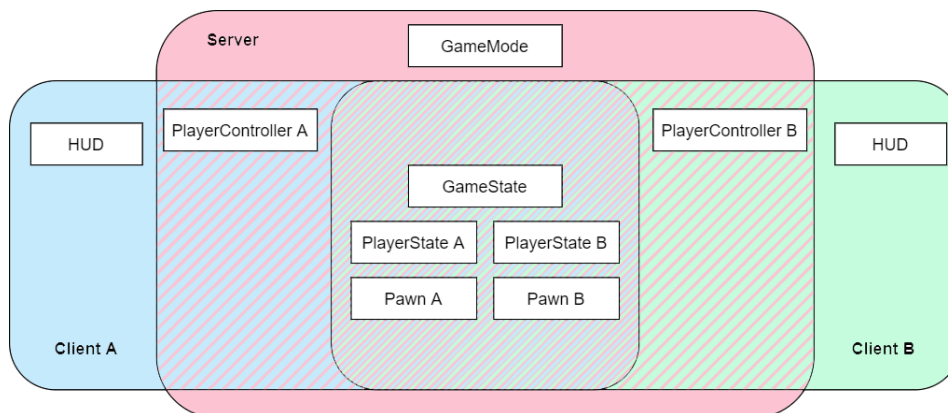 Server
GameMode
PlayerController A
PlayerController B
HUD
HUD
GameState
PlayerState A
PlayerState B
Pawn A
Pawn B
Client A
Client B